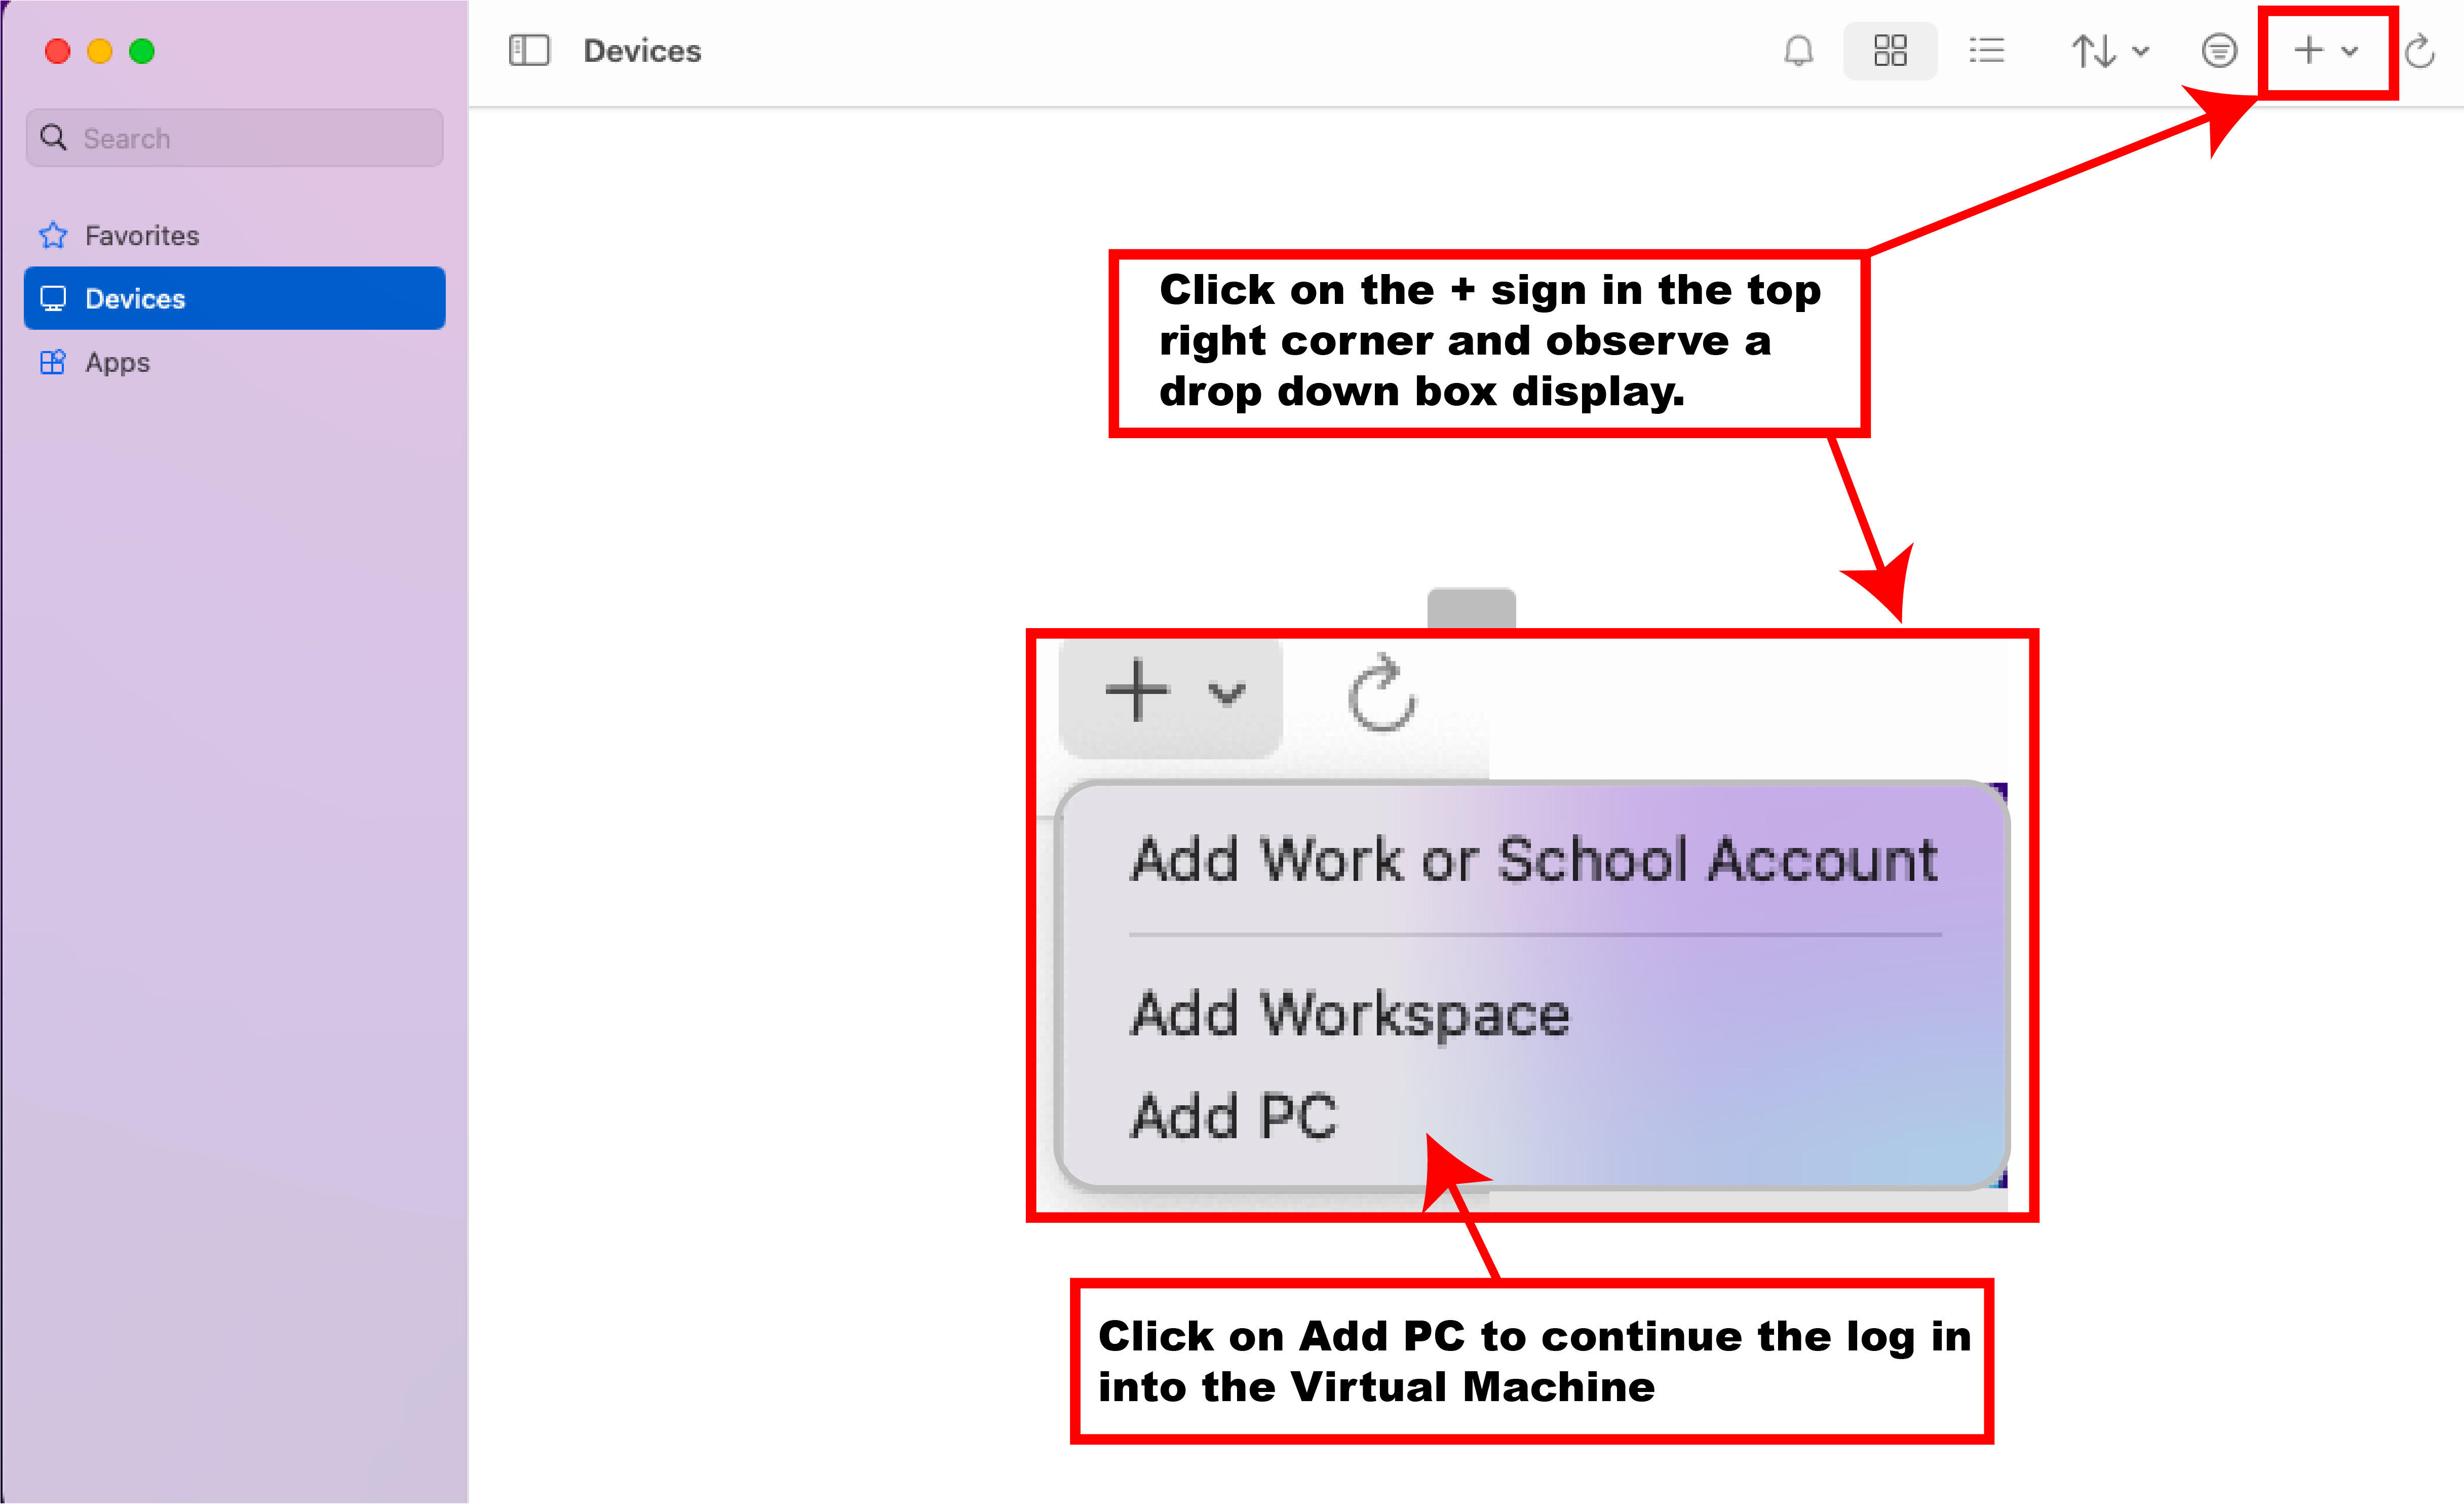 Devices
Search
Favorites
Devices
Apps
Click on the + sign in the top
right corner and observe a
drop down box display.
Add Work or School Account
Add Workspace
Add PC
Click on Add PC to continue the log in
into the Virtual Machine